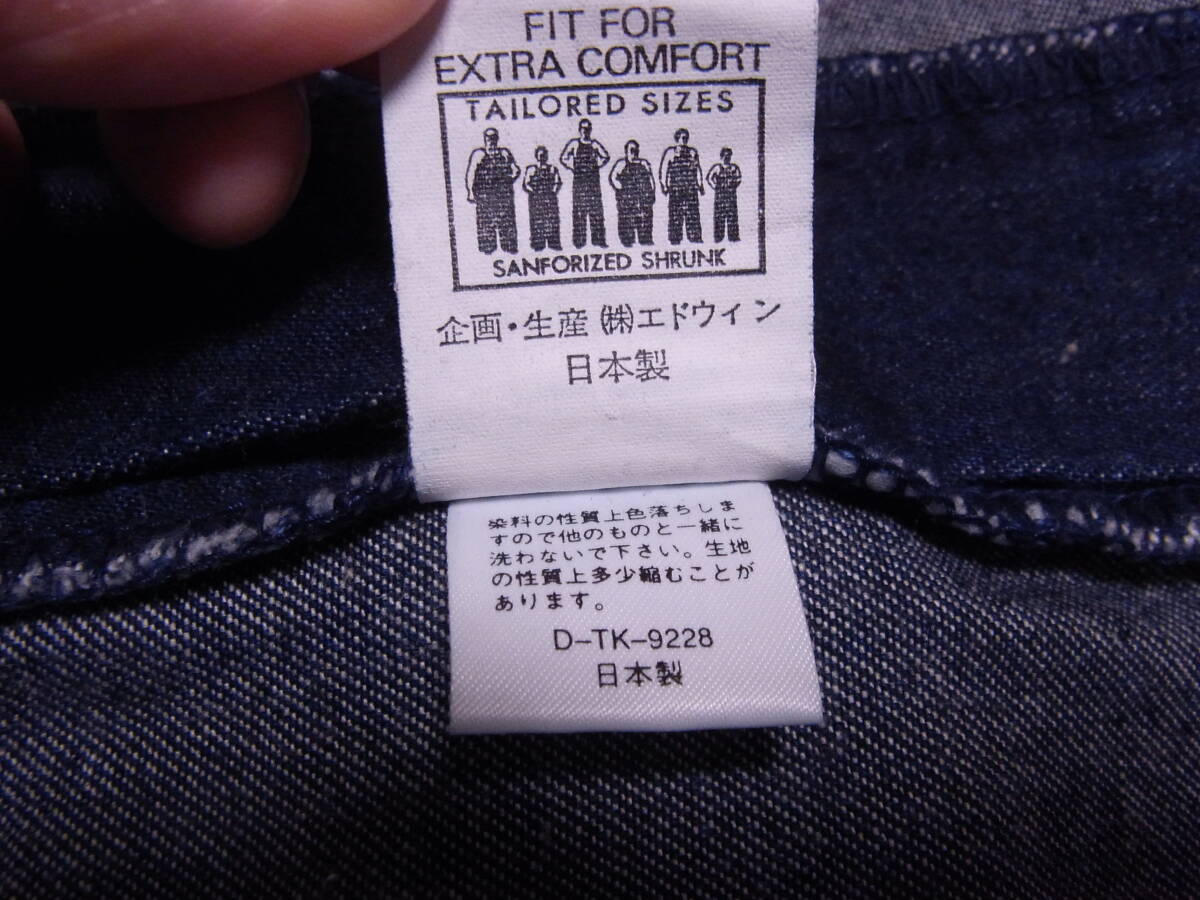 FIT FOR
EXTRA COMFORT
TAILORED SIZES
SANFORIZED SHRUNK
企画・生産 ㈱エドウィン
日本製
染料の性質上色落ちしま
すので他のものと一緒に
洗わないで下さい。生地
の性質上多少縮むことが
あります。
D-TK-9228
日本製